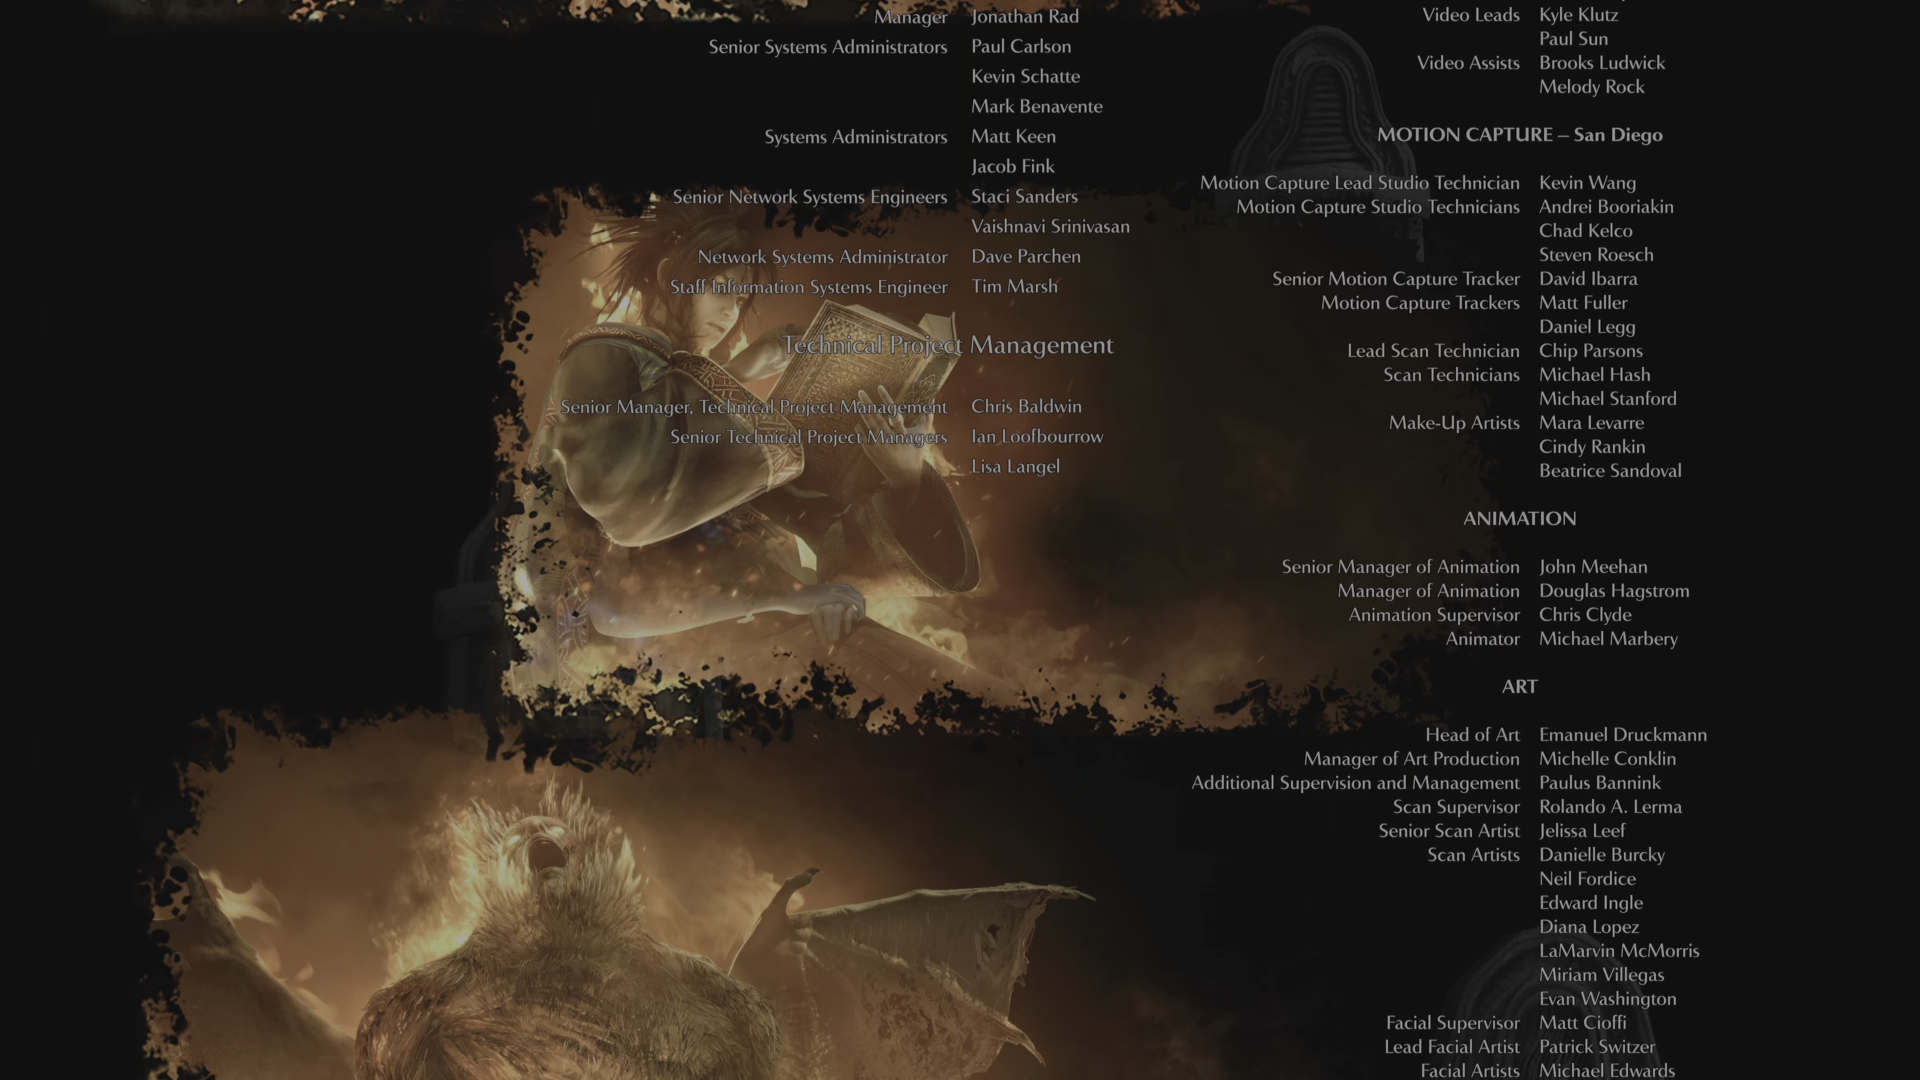 Manager Jonathan Rad
Senior Systems Administrators Paul Carlson
Kevin Schatte
Mark Benavente
Systems Administrators Matt Keen
Jacob Fink
Senior Network Systems Engineers Staci Sanders
Vaishnavi Srinivasan
Network Systems Administrator Dave Parchen
Staff Information Systems Engineer Tim Marsh
Technical Project Management
Senior Manager, Technical Project Management Chris Baldwin
Senior Technical Project Managers Ian Loofbourrow
Lisa Langel
Video Leads Kyle Klutz
Paul Sun
Video Assists Brooks Ludwick
Melody Rock
MOTION CAPTURE – San Diego
Motion Capture Lead Studio Technician Kevin Wang
Motion Capture Studio Technicians Andrei Booriakin
Chad Kelco
Steven Roesch
Senior Motion Capture Tracker David Ibarra
Motion Capture Trackers Matt Fuller
Daniel Legg
Lead Scan Technician Chip Parsons
Scan Technicians Michael Hash
Michael Stanford
Make-Up Artists Mara Levarre
Cindy Rankin
Beatrice Sandoval
ANIMATION
Senior Manager of Animation John Meehan
Manager of Animation Douglas Hagstrom
Animation Supervisor Chris Clyde
Animator Michael Marbery
ART
Head of Art Emanuel Druckmann
Manager of Art Production Michelle Conklin
Additional Supervision and Management Paulus Bannink
Scan Supervisor Rolando A. Lerma
Senior Scan Artist Jelissa Leef
Scan Artists Danielle Burcky
Neil Fordice
Edward Ingle
Diana Lopez
LaMarvin McMorris
Miriam Villegas
Evan Washington
Facial Supervisor Matt Cioffi
Lead Facial Artist Patrick Switzer
Facial Artists Michael Edwards